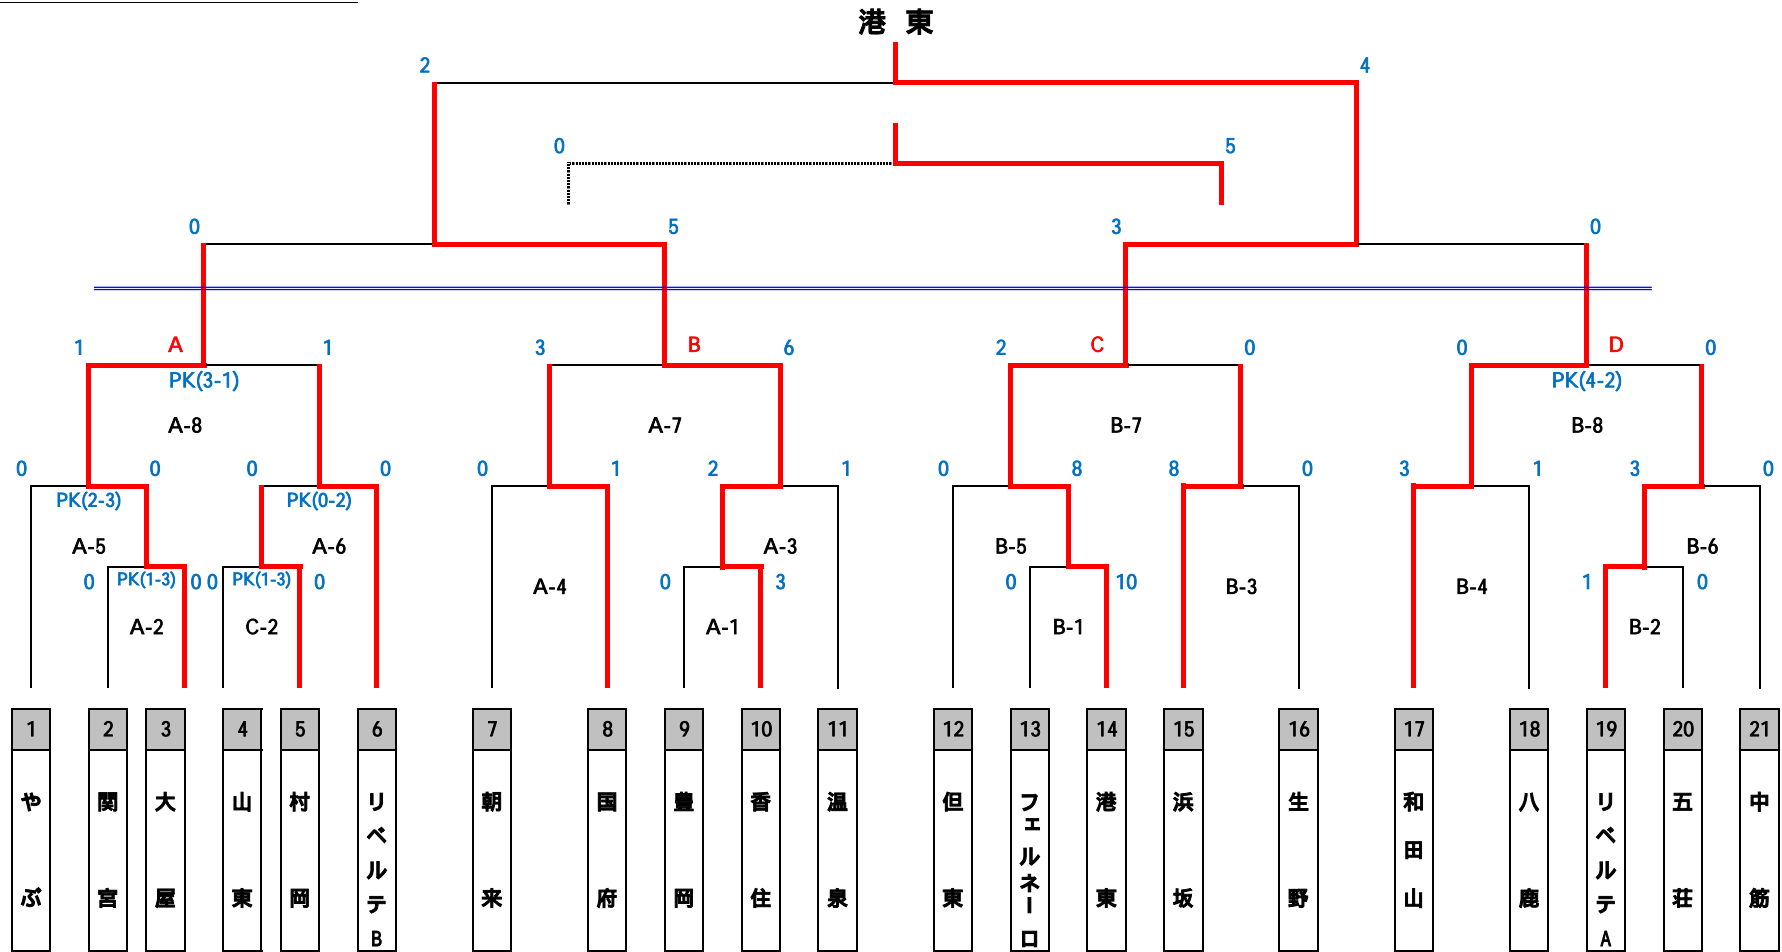 港 東
2 4
0 5
0 5 3 0
1 A 1 3 B 6 2 C 0 0 D 0
PK(3-1) PK(4-2)
A-8 A-7 B-7 B-8
0 0 0 0 0 1 2 1 0 8 8 0 3 1 3 0
PK(2-3) PK(0-2)
A-5 A-6 A-3 B-5 B-6
0 PK(1-3) 0 0 PK(1-3) 0 0 3 0 10 1 0
A-4 B-3 B-4
A-2 C-2 A-1 B-1 B-2
1 2 3 4 5 6 7 8 9 10 11 12 13 14 15 16 17 18 19 20 21
やぶ
関宮
大屋
山東
村岡
リベルテB
朝来
国府
豊岡
香住
温泉
但東
フェルネーロ
港東
浜坂
生野
和田山
八鹿
リベルテA
五荘
中筋